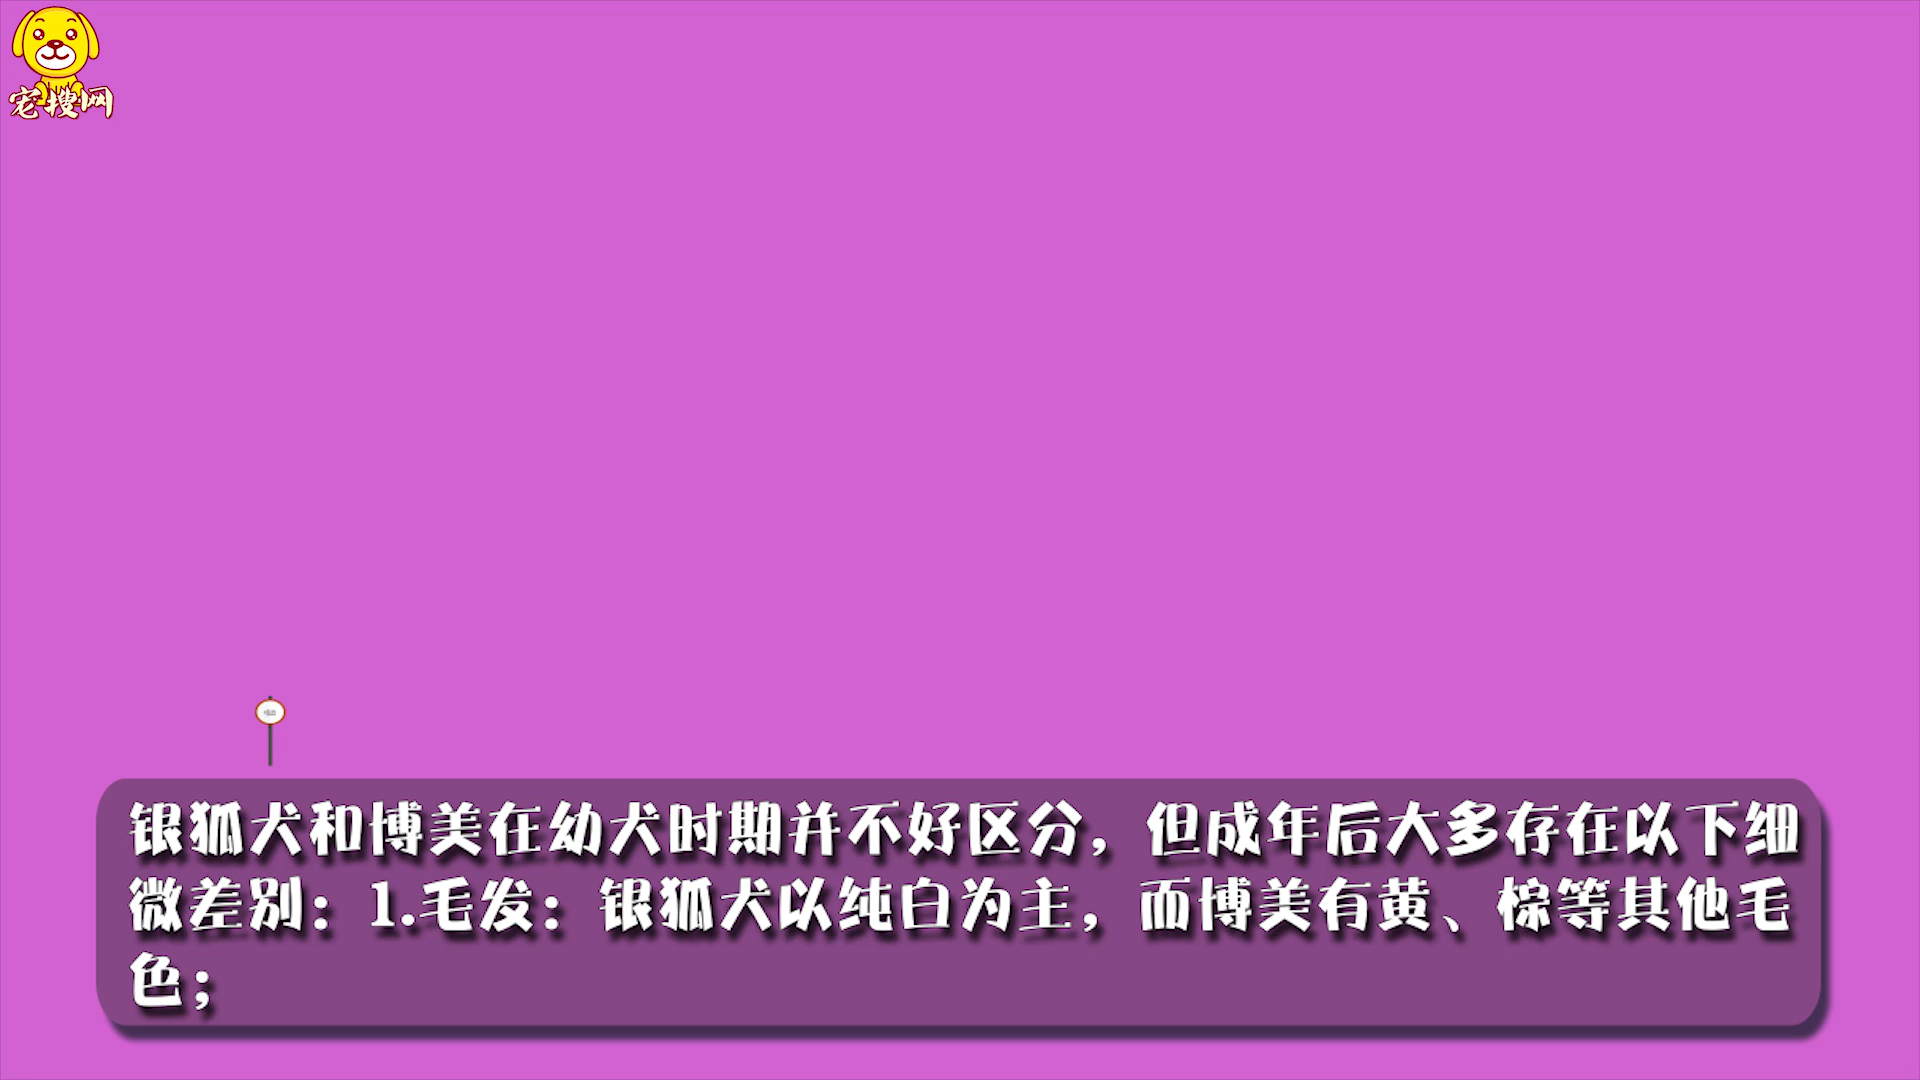 宠搜网
银狐犬和博美在幼犬时期并不好区分，但成年后大多存在以下细
微差别：1.毛发：银狐犬以纯白为主，而博美有黄、棕等其他毛
色；